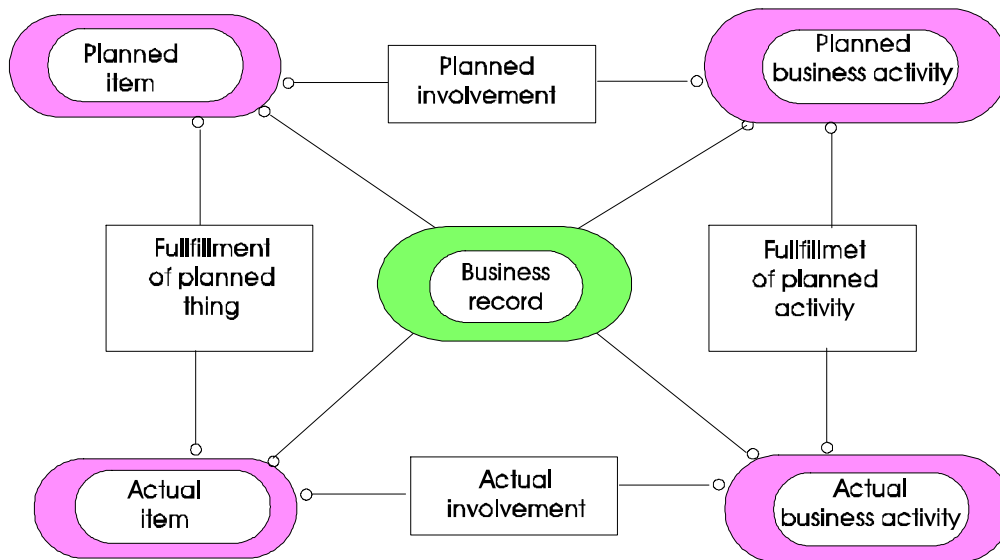 Planned
item
Planned
involvement
Planned
business activity
Fullfillment
of planned
thing
Business
record
Fullfillmet
of planned
activity
Actual
item
Actual
involvement
Actual
business activity